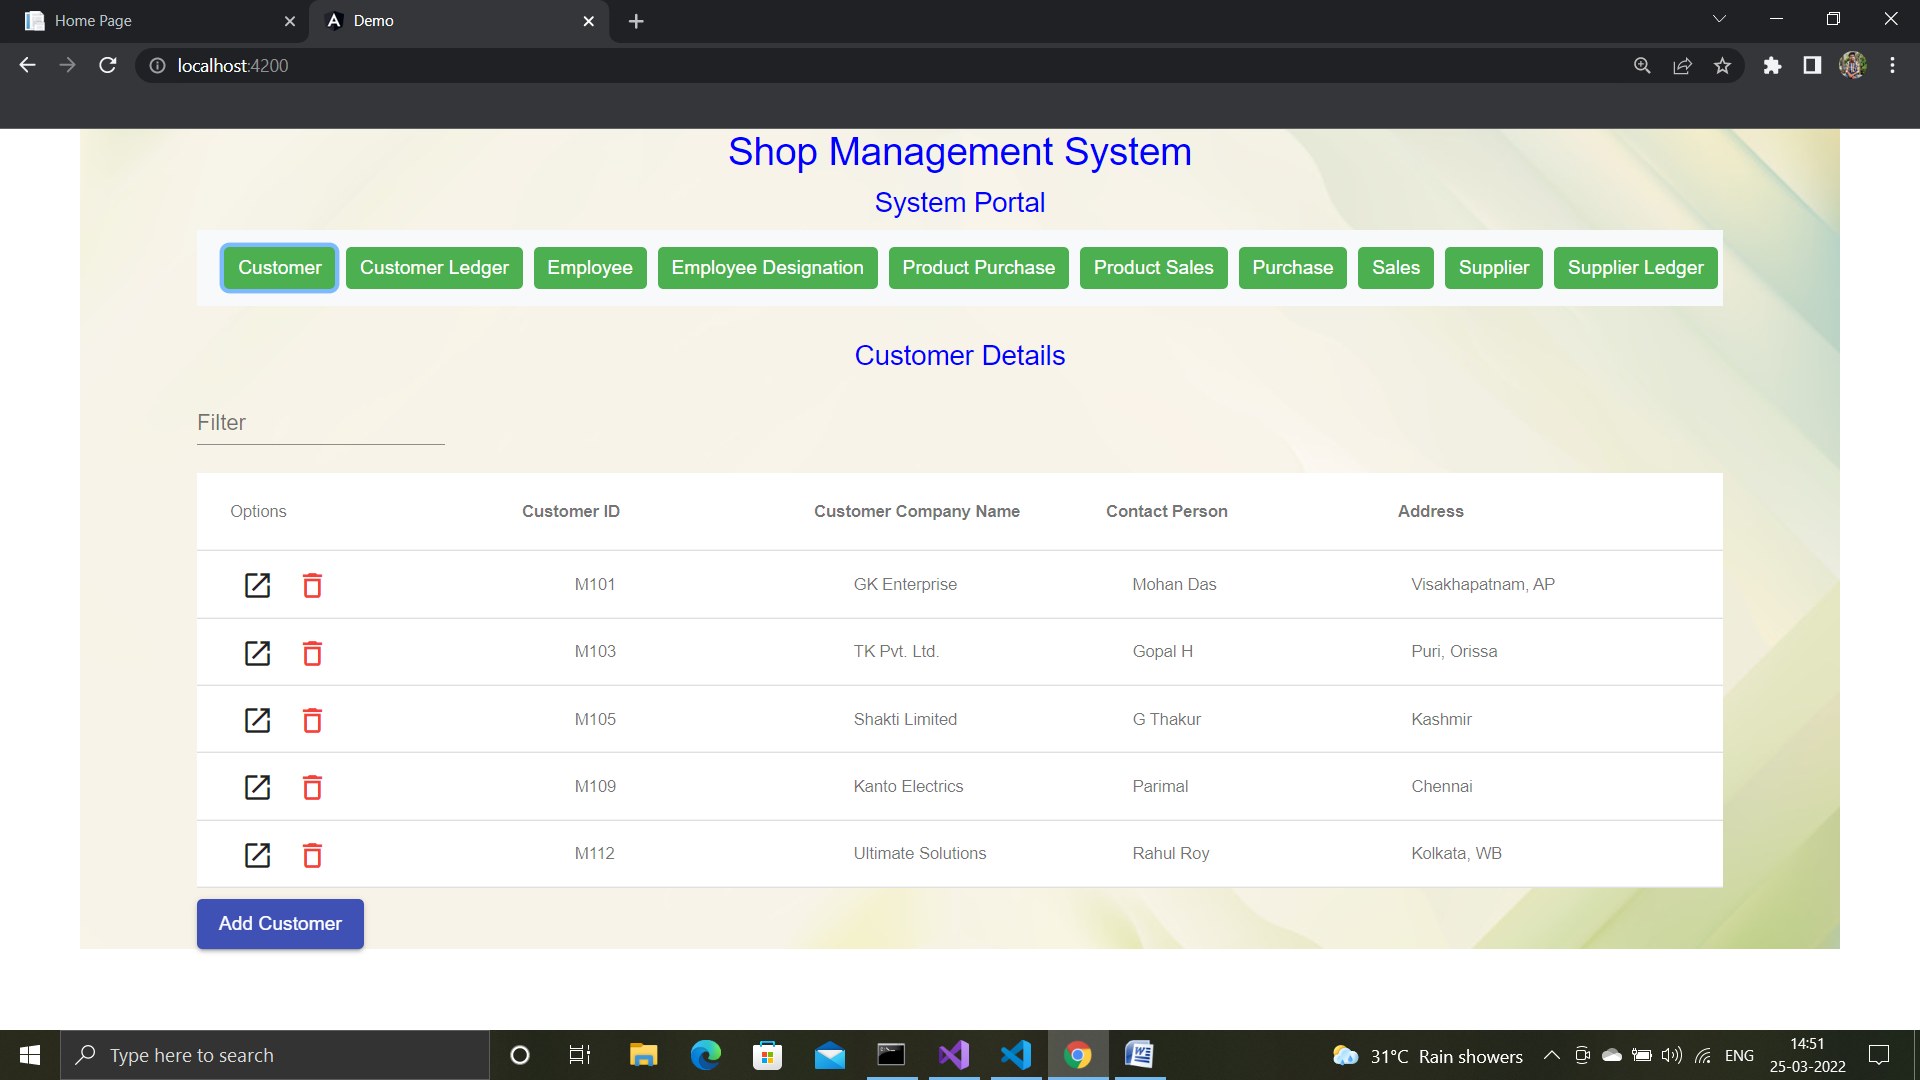 Home Page
Demo
localhost:4200
Shop Management System
System Portal
Customer Customer Ledger Employee Employee Designation Product Purchase Product Sales Purchase Sales Supplier Supplier Ledger
Customer Details
Filter
Options Customer ID Customer Company Name Contact Person Address
M101 GK Enterprise Mohan Das Visakhapatnam, AP
M103 TK Pvt. Ltd. Gopal H Puri, Orissa
M105 Shakti Limited G Thakur Kashmir
M109 Kanto Electrics Parimal Chennai
M112 Ultimate Solutions Rahul Roy Kolkata, WB
Add Customer
Type here to search
31°C Rain showers
ENG
14:51
25-03-2022